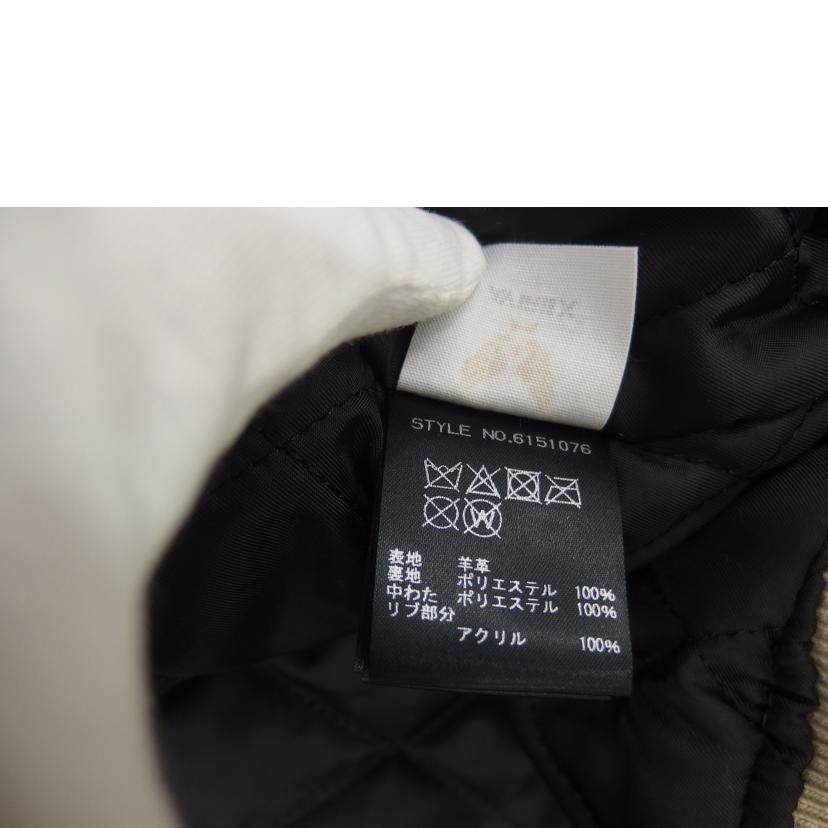 STYLE NO.6151076
表地 羊革
裏地 ポリエステル 100%
中わた ポリエステル 100%
リブ部分
アクリル 100%